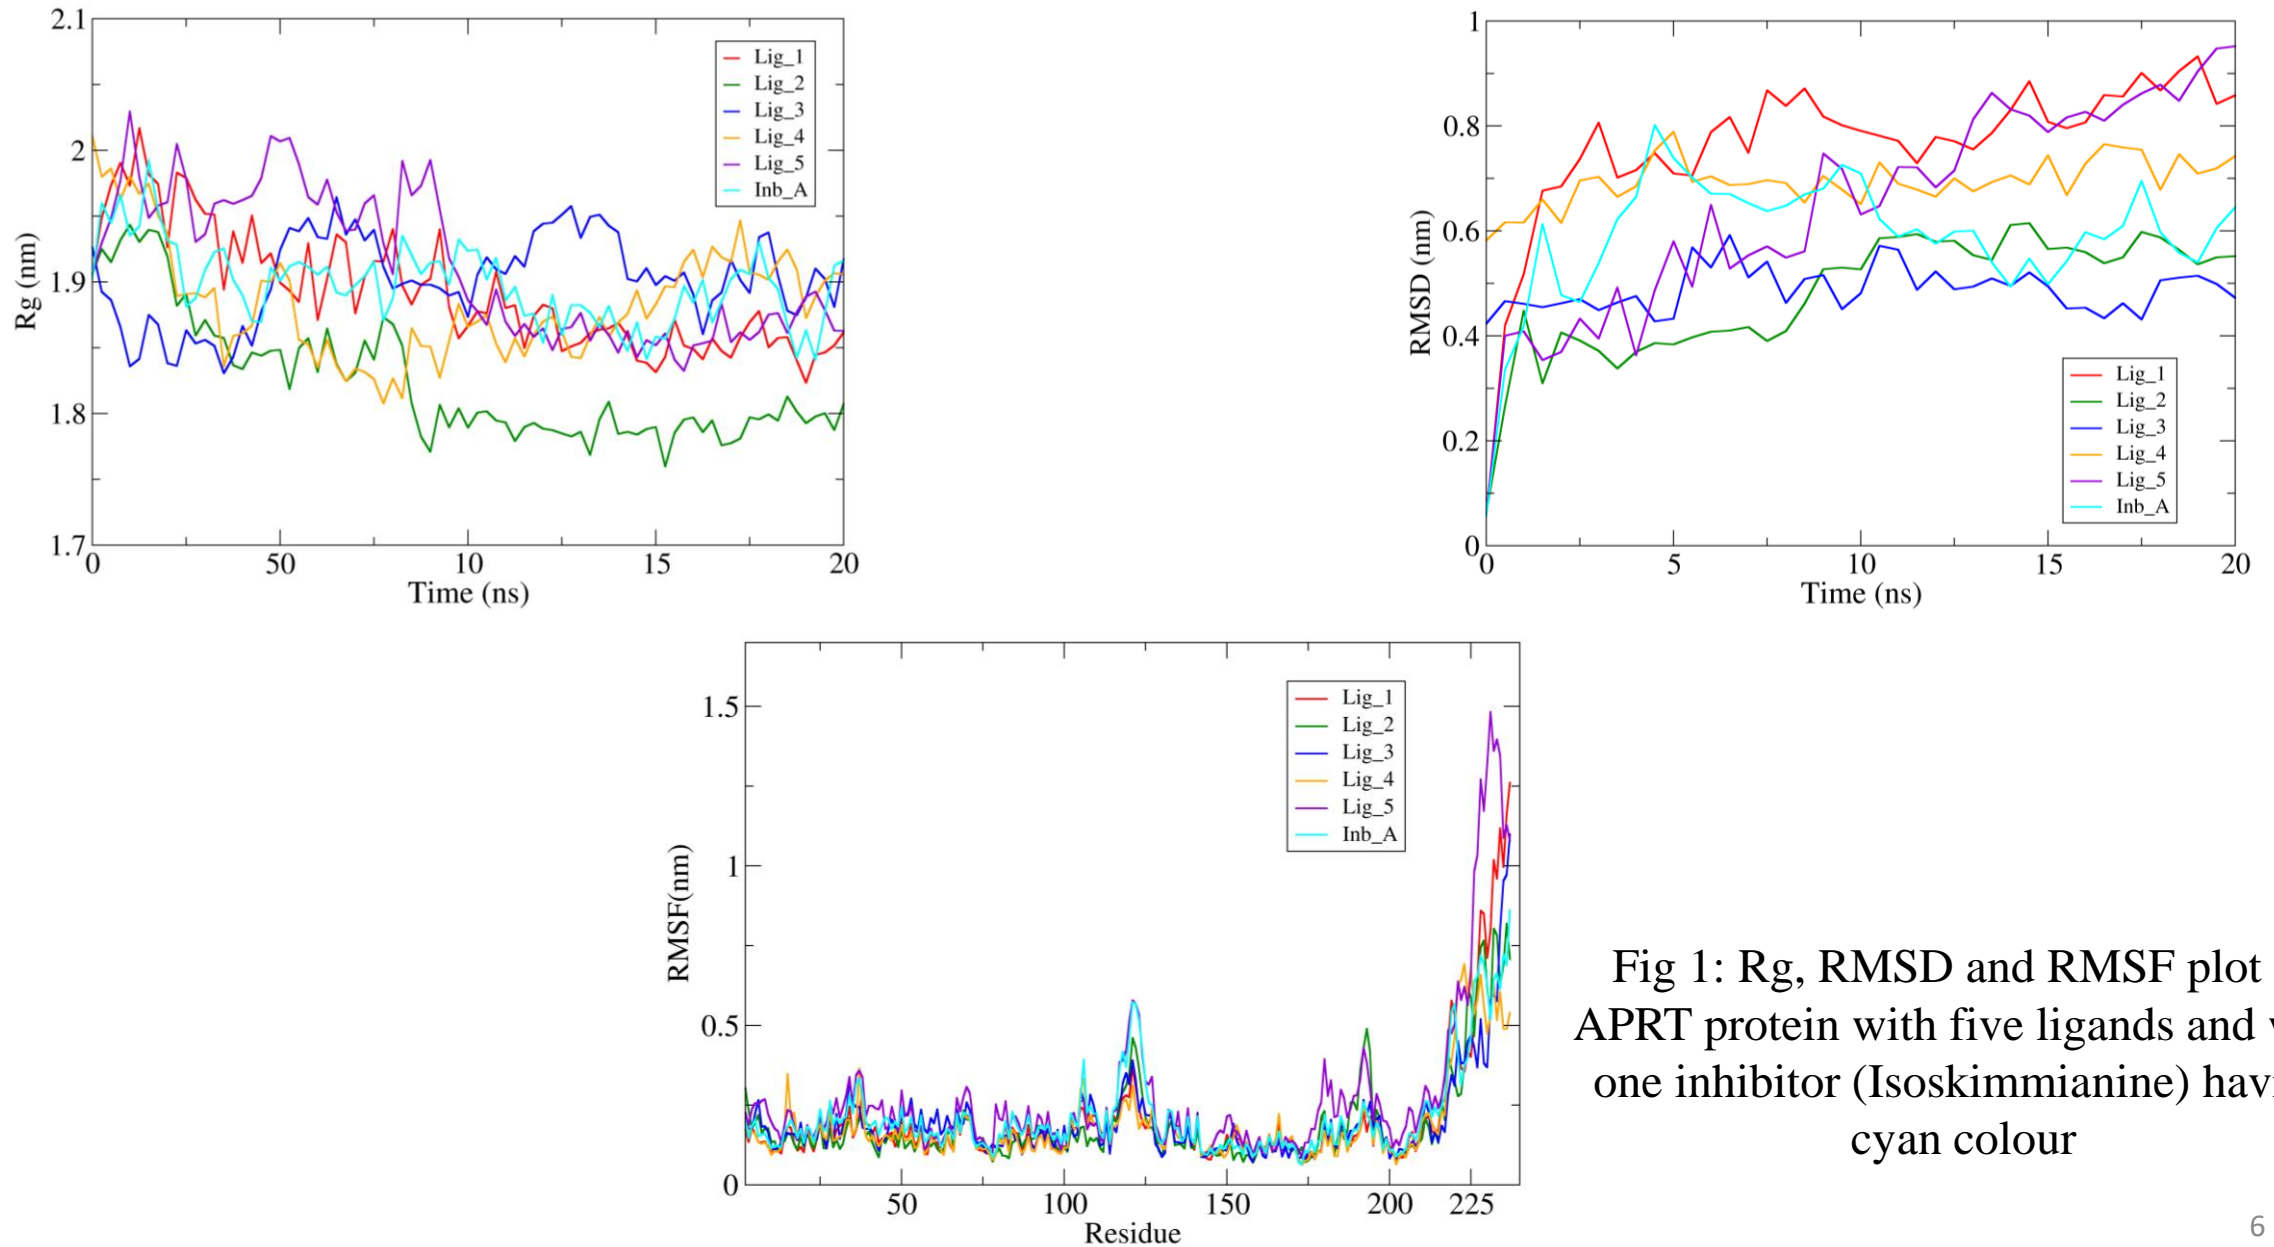 2.1
2
1.9
1.8
1.7
Rg (nm)
Lig_1
Lig_2
Lig_3
Lig_4
Lig_5
Inb_A
0 50 10 15 20
Time (ns)
1
0.8
0.6
0.4
0.2
0
RMSD (nm)
Lig_1
Lig_2
Lig_3
Lig_4
Lig_5
Inb_A
0 5 10 15 20
Time (ns)
1.5
1
0.5
0
RMSF(nm)
Lig_1
Lig_2
Lig_3
Lig_4
Lig_5
Inb_A
50 100 150 200 225
Residue
Fig 1: Rg, RMSD and RMSF plot
APRT protein with five ligands and
one inhibitor (Isoskimmianine)
cyan colour
6